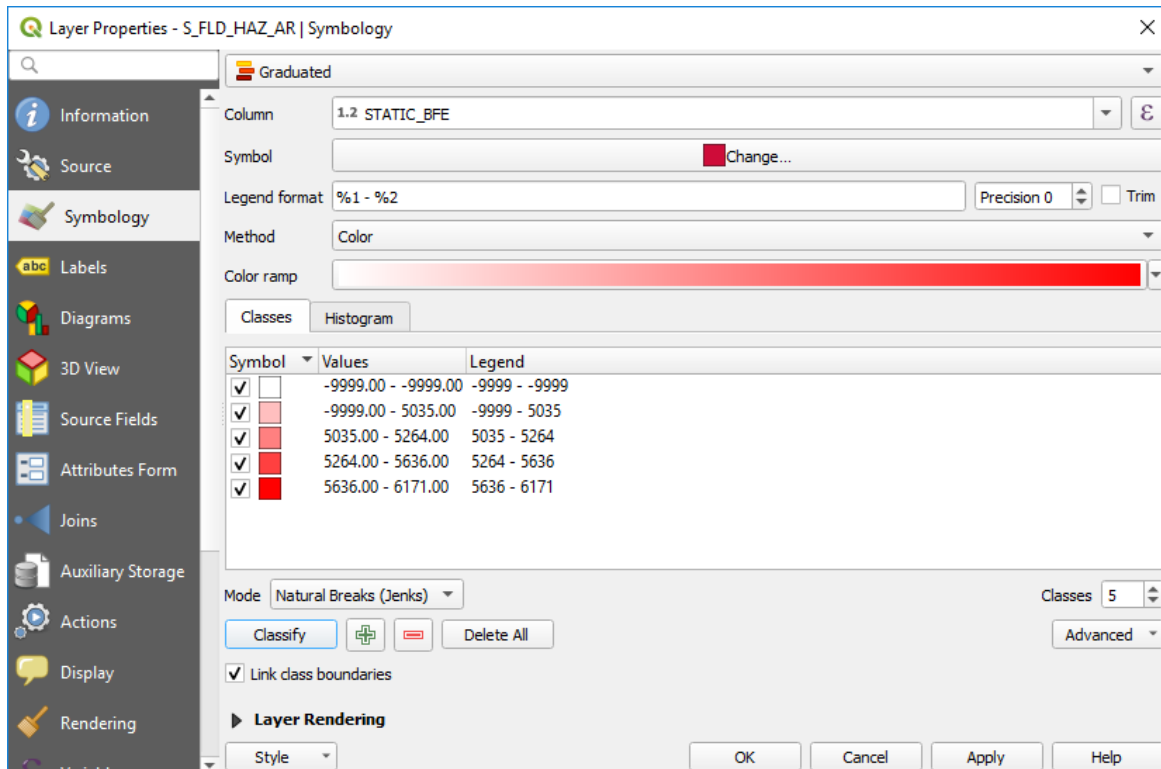 Layer Properties - S_FLD_HAZ_AR | Symbology
Graduated
Information
Source
Symbology
abc Labels
Diagrams
3D View
Source Fields
Attributes Form
Joins
Auxiliary Storage
Actions
Display
Rendering
Column 1.2 STATIC_BFE ε
Symbol Change...
Legend format %1 - %2 Precision 0 Trim
Method Color
Color ramp
Classes Histogram
Symbol Values Legend
-9999.00 - -9999.00 -9999 - -9999
-9999.00 - 5035.00 -9999 - 5035
5035.00 - 5264.00 5035 - 5264
5264.00 - 5636.00 5264 - 5636
5636.00 - 6171.00 5636 - 6171
Mode Natural Breaks (Jenks) Classes 5
Classify Delete All Advanced
Link class boundaries
Layer Rendering
Style OK Cancel Apply Help